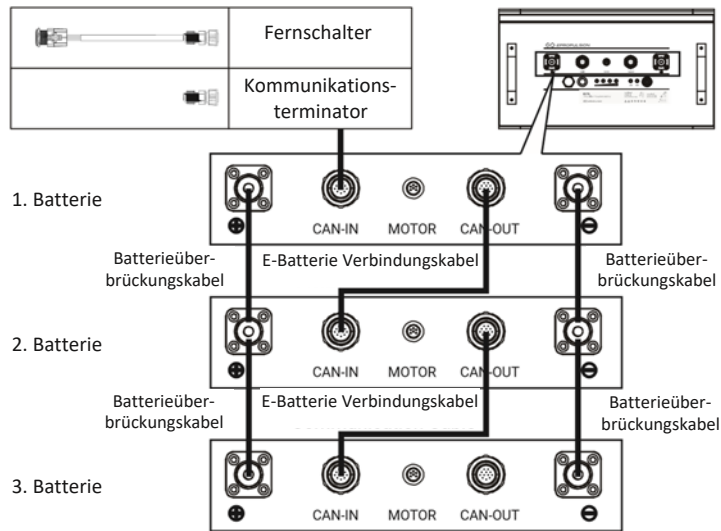 Fernschalter
Kommunikations-
terminator
1. Batterie
CAN-IN
MOTOR
CAN-OUT
Batterieüber-
brückungskabel
E-Batterie Verbindungskabel
Batterieüber-
brückungskabel
2. Batterie
CAN-IN
MOTOR
CAN-OUT
Batterieüber-
brückungskabel
E-Batterie Verbindungskabel
Batterieüber-
brückungskabel
3. Batterie
CAN-IN
MOTOR
CAN-OUT